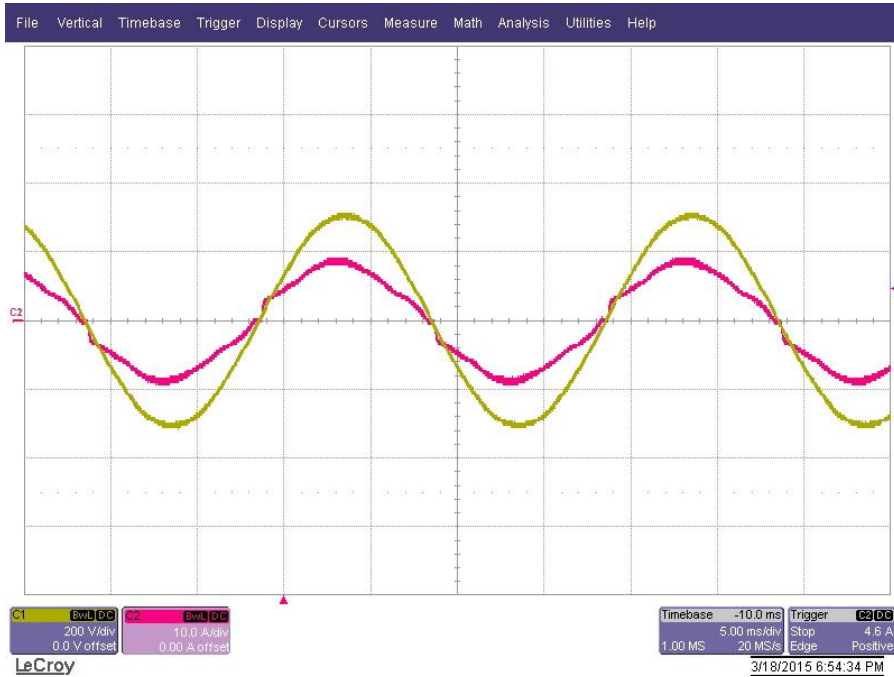 File Vertical Timebase Trigger Display Cursors Measure Math Analysis Utilities Help
C2
C1 BwL DC
200 V/div
0.0 V offset
C2 BwL DC
10.0 A/div
0.00 A offset
Timebase -10.0 ms
5.00 ms/div
1.00 MS 20 MS/s
Trigger C2 DC
Stop 4.6 A
Edge Positive
LeCroy
3/18/2015 6:54:34 PM